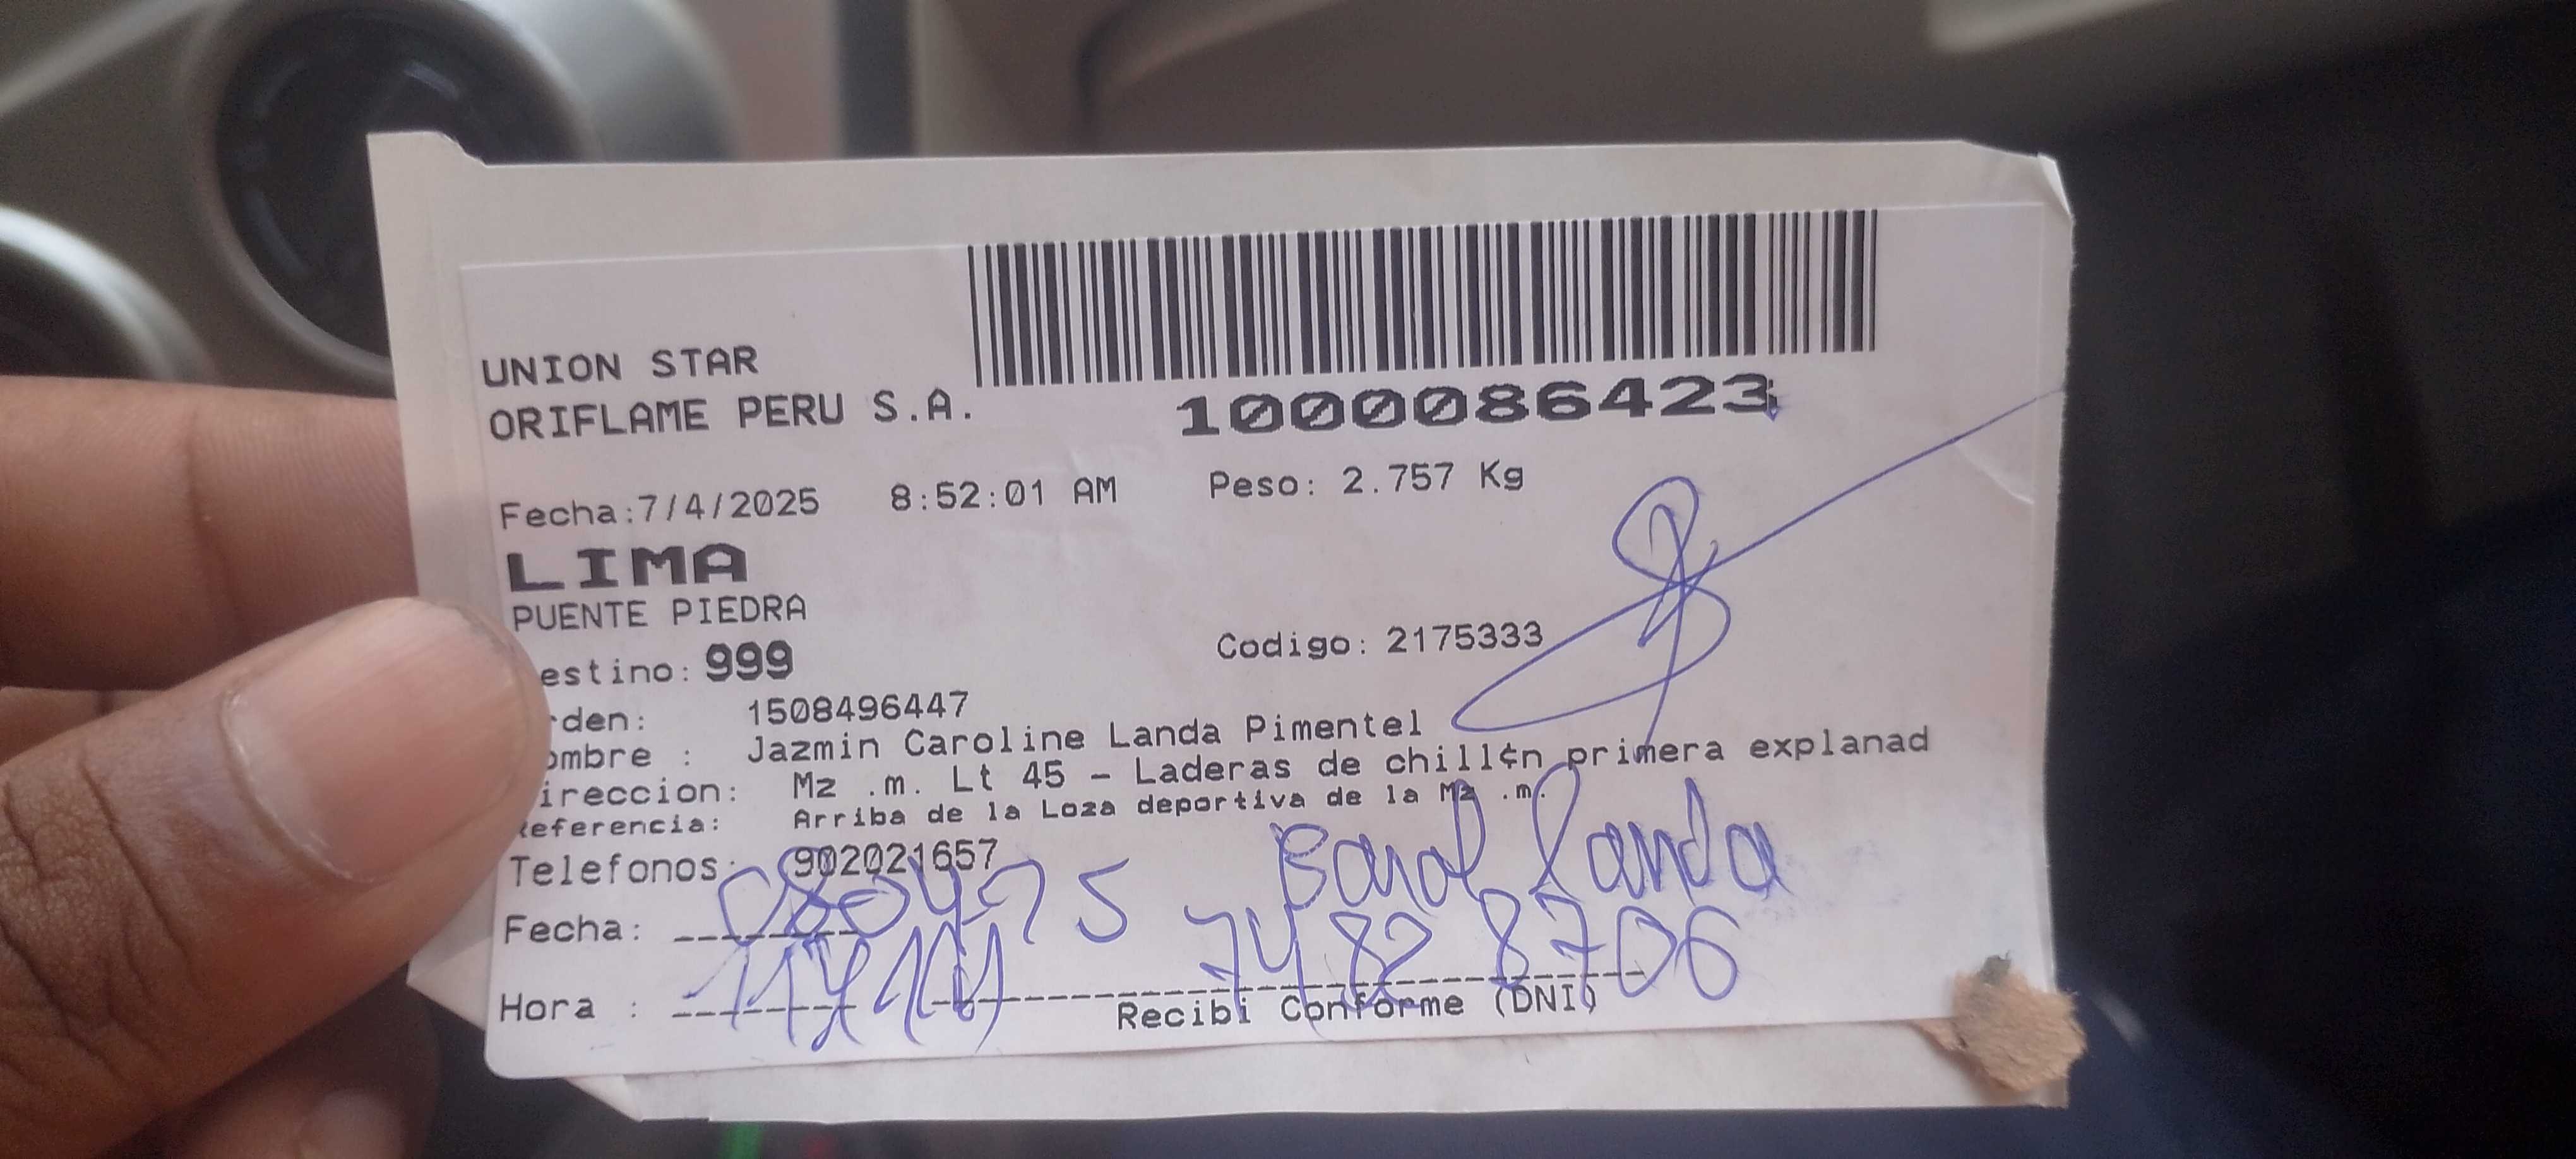 UNION STAR
ORIFLAME PERU S.A.
1000086423
Fecha:7/4/2025 8:52:01 AM Peso: 2.757 Kg
LIMA
PUENTE PIEDRA
estino: 999 Codigo: 2175333
rden: 1508496447
ombre : Jazmin Caroline Landa Pimentel
ireccion: Mz .m. Lt 45 - Laderas de chill¢n primera explanad
eferencia: Arriba de la Loza deportiva de la Mz .m.
Telefonos: 902021657
Landa
Fecha: 080425
74828706
Hora :
Recibi Conforme (DNI)